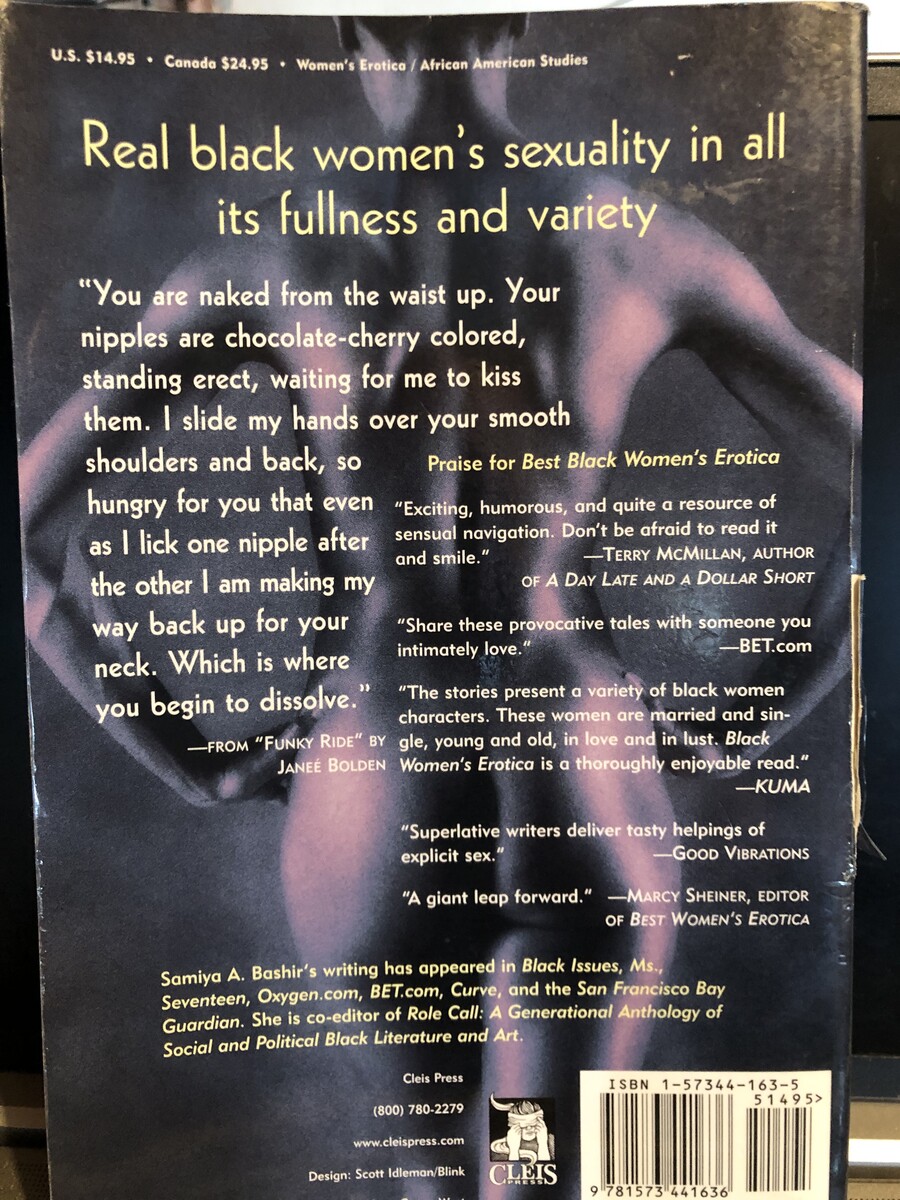 U.S. $14.95 • Canada $24.95 • Women's Erotica / African American Studies
Real black women's sexuality in all
its fullness and variety
"You are naked from the waist up. Your
nipples are chocolate-cherry colored,
standing erect, waiting for me to kiss
them. I slide my hands over your smooth
shoulders and back, so
hungry for you that even
as I lick one nipple after
the other I am making my
way back up for your
neck. Which is where
you begin to dissolve."
—FROM "FUNKY RIDE" BY
JANEÉ BOLDEN
Praise for Best Black Women's Erotica
"Exciting, humorous, and quite a resource of
sensual navigation. Don't be afraid to read it
and smile." —TERRY MCMILLAN, AUTHOR
OF A DAY LATE AND A DOLLAR SHORT
"Share these provocative tales with someone you
intimately love." —BET.com
"The stories present a variety of black women
characters. These women are married and sin-
gle, young and old, in love and in lust. Black
Women's Erotica is a thoroughly enjoyable read."
—KUMA
"Superlative writers deliver tasty helpings of
explicit sex." —GOOD VIBRATIONS
"A giant leap forward." —MARCY SHEINER, EDITOR
OF BEST WOMEN'S EROTICA
Samiya A. Bashir's writing has appeared in Black Issues, Ms.,
Seventeen, Oxygen.com, BET.com, Curve, and the San Francisco Bay
Guardian. She is co-editor of Role Call: A Generational Anthology of
Social and Political Black Literature and Art.
Cleis Press
(800) 780-2279
www.cleispress.com
Design: Scott Idleman/Blink
CLEIS
PRESS
ISBN 1-57344-163-5
51495>
9 781573 441636